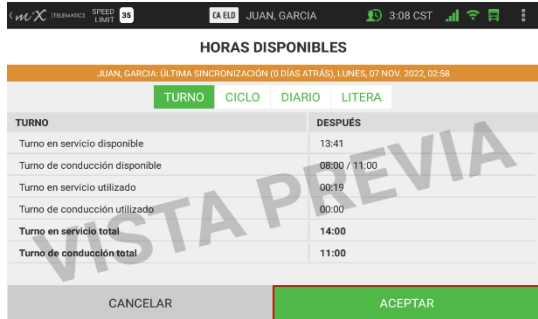 miX TELEMATICS SPEED LIMIT 35 CA ELD JUAN, GARCIA 3:08 CST
HORAS DISPONIBLES
JUAN, GARCIA: ÚLTIMA SINCRONIZACIÓN (0 DÍAS ATRÁS), LUNES, 07 NOV. 2022, 02:58
TURNO CICLO DIARIO LITERA
TURNO DESPUÉS
Turno en servicio disponible 13:41
Turno de conducción disponible 08:00 / 11:00
Turno en servicio utilizado 00:19
Turno de conducción utilizado 00:00
Turno en servicio total 14:00
Turno de conducción total 11:00
VISTA PREVIA
CANCELAR ACEPTAR